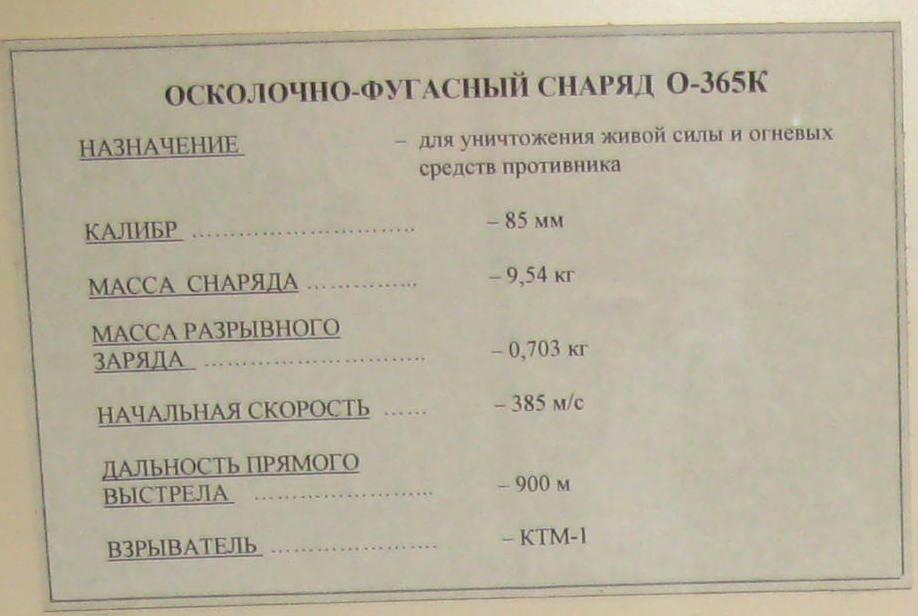 ОСКОЛОЧНО-ФУГАСНЫЙ СНАРЯД О-365К
НАЗНАЧЕНИЕ – для уничтожения живой силы и огневых
средств противника
КАЛИБР ............................. – 85 мм
МАССА СНАРЯДА ............... – 9,54 кг
МАССА РАЗРЫВНОГО
ЗАРЯДА ............................. – 0,703 кг
НАЧАЛЬНАЯ СКОРОСТЬ ...... – 385 м/с
ДАЛЬНОСТЬ ПРЯМОГО
ВЫСТРЕЛА ........................ – 900 м
ВЗРЫВАТЕЛЬ ...................... – КТМ-1